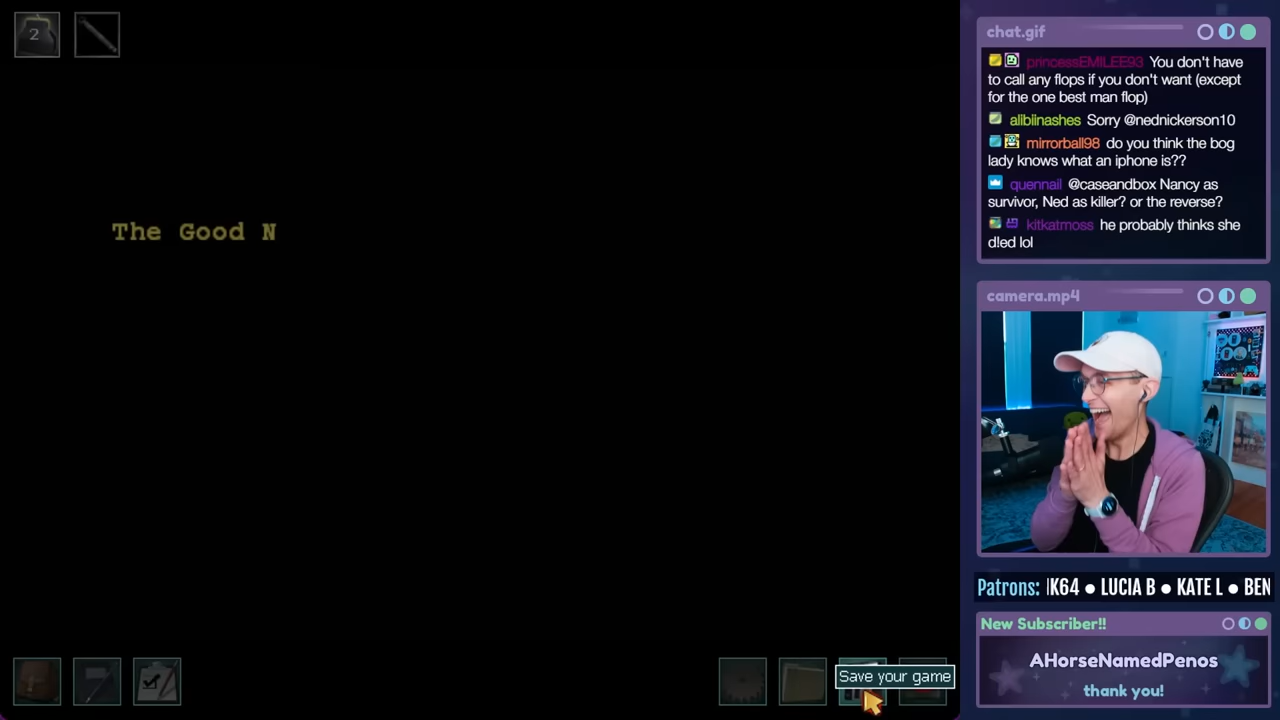 2
The Good N
Save your game
chat.gif
princessEMILEE93 You don't have
to call any flops if you don't want (except
for the one best man flop)
allbiinashes Sorry @nednickerson10
mirrorball98 do you think the bog
lady knows what an iphone is??
quennail @caseandbox Nancy as
survivor, Ned as killer? or the reverse?
kitkatmoss he probably thinks she
d!ed lol
camera.mp4
Patrons: K64 ● LUCIA B ● KATE L ● BEN
New Subscriber!!
AHorseNamedPenos
thank you!